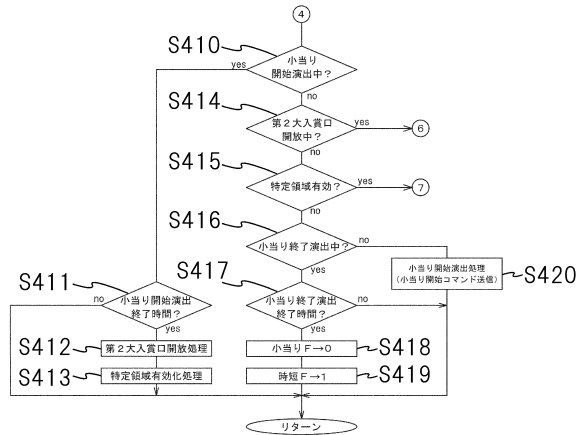 ④
S410
小当り
開始演出中？
yes
no
S414
第２大入賞口
開放中？
yes
⑥
no
S415
特定領域有効？
yes
⑦
no
S416
小当り終了演出中？
no
yes
S411
小当り開始演出
終了時間？
no
yes
S417
小当り終了演出
終了時間？
no
yes
小当り開始演出処理
(小当り開始コマンド送信)
S420
S412
第２大入賞口開放処理
小当りＦ→０
S418
S413
特定領域有効化処理
時短Ｆ→１
S419
リターン